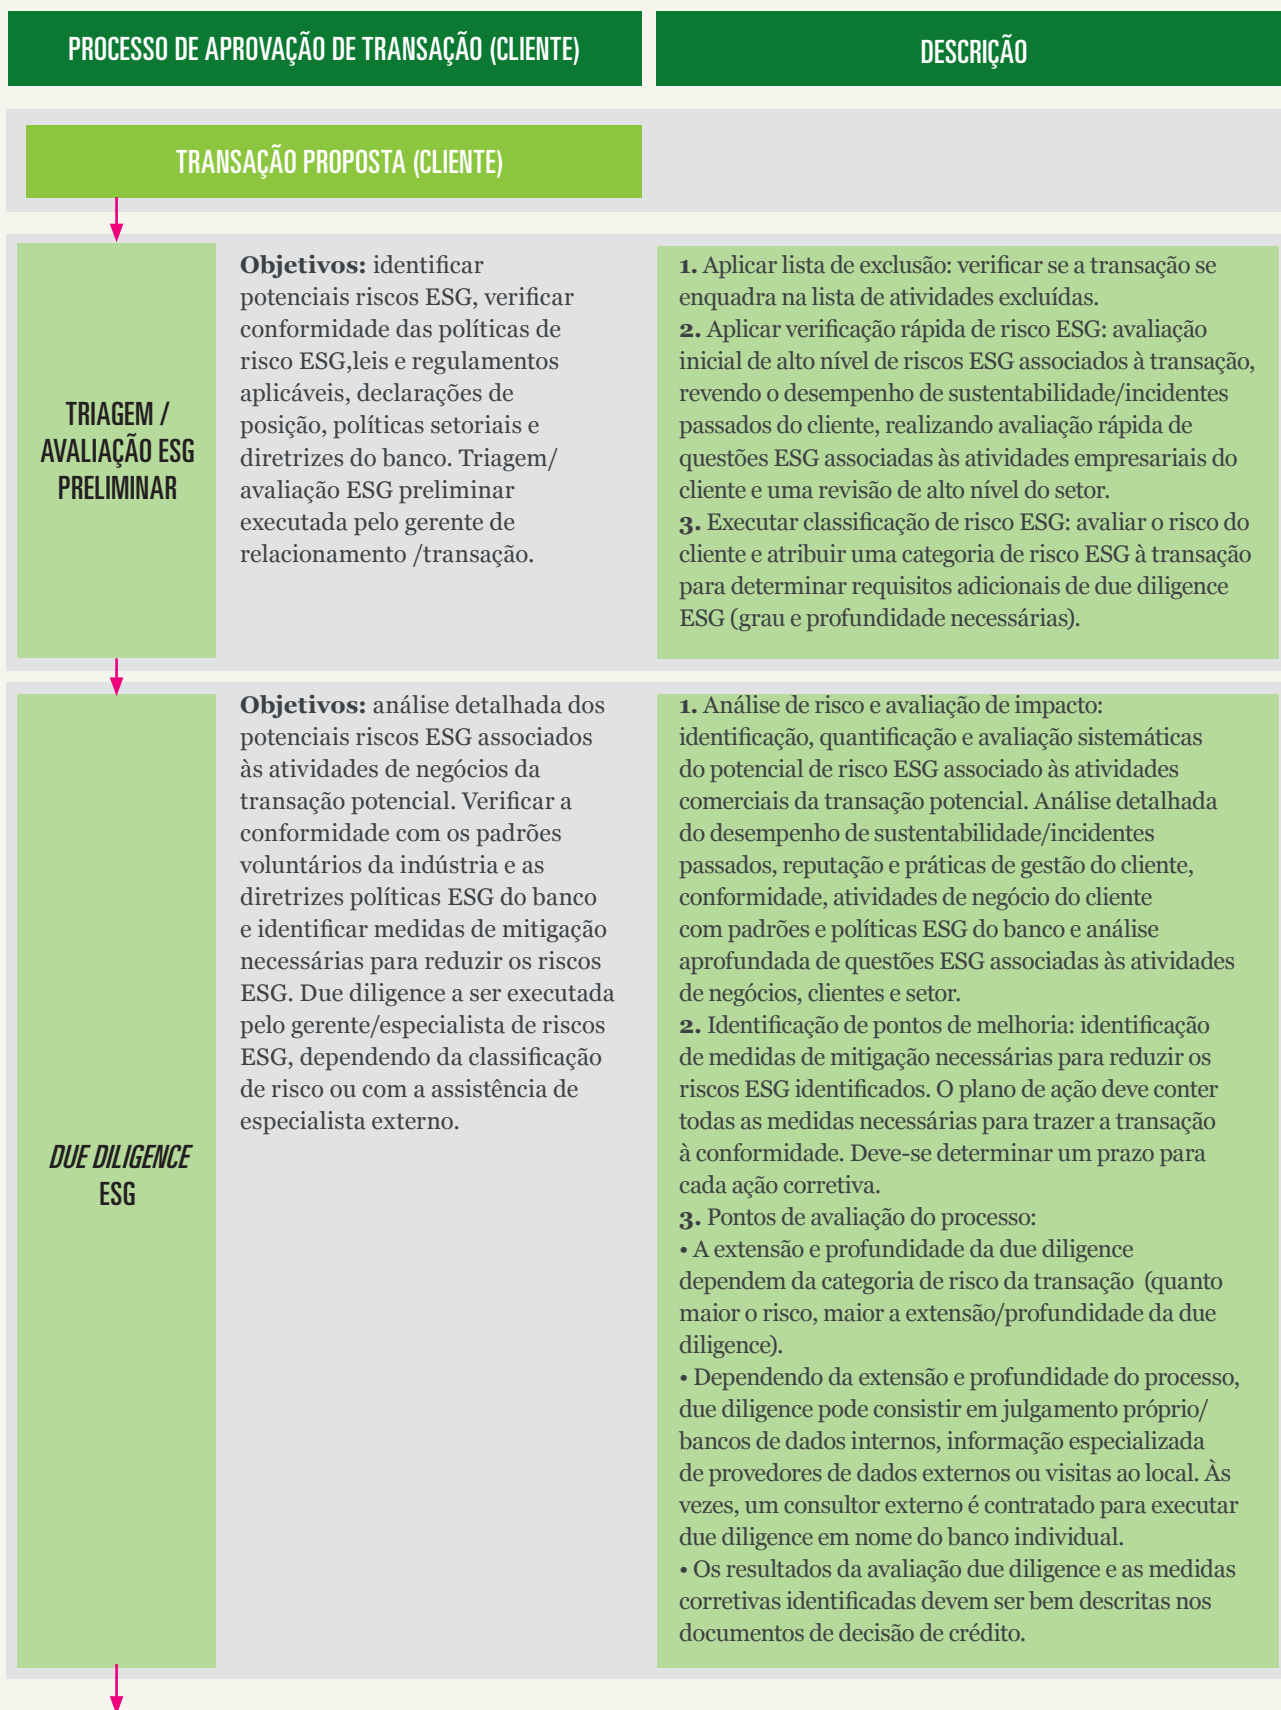 PROCESSO DE APROVAÇÃO DE TRANSAÇÃO (CLIENTE)
DESCRIÇÃO
TRANSAÇÃO PROPOSTA (CLIENTE)
TRIAGEM /
AVALIAÇÃO ESG
PRELIMINAR
Objetivos: identificar
potenciais riscos ESG, verificar
conformidade das políticas de
risco ESG,leis e regulamentos
aplicáveis, declarações de
posição, políticas setoriais e
diretrizes do banco. Triagem/
avaliação ESG preliminar
executada pelo gerente de
relacionamento /transação.
1. Aplicar lista de exclusão: verificar se a transação se
enquadra na lista de atividades excluídas.
2. Aplicar verificação rápida de risco ESG: avaliação
inicial de alto nível de riscos ESG associados à transação,
revendo o desempenho de sustentabilidade/incidentes
passados do cliente, realizando avaliação rápida de
questões ESG associadas às atividades empresariais do
cliente e uma revisão de alto nível do setor.
3. Executar classificação de risco ESG: avaliar o risco do
cliente e atribuir uma categoria de risco ESG à transação
para determinar requisitos adicionais de due diligence
ESG (grau e profundidade necessárias).
DUE DILIGENCE
ESG
Objetivos: análise detalhada dos
potenciais riscos ESG associados
às atividades de negócios da
transação potencial. Verificar a
conformidade com os padrões
voluntários da indústria e as
diretrizes políticas ESG do banco
e identificar medidas de mitigação
necessárias para reduzir os riscos
ESG. Due diligence a ser executada
pelo gerente/especialista de riscos
ESG, dependendo da classificação
de risco ou com a assistência de
especialista externo.
1. Análise de risco e avaliação de impacto:
identificação, quantificação e avaliação sistemáticas
do potencial de risco ESG associado às atividades
comerciais da transação potencial. Análise detalhada
do desempenho de sustentabilidade/incidentes
passados, reputação e práticas de gestão do cliente,
conformidade, atividades de negócio do cliente
com padrões e políticas ESG do banco e análise
aprofundada de questões ESG associadas às atividades
de negócios, clientes e setor.
2. Identificação de pontos de melhoria: identificação
de medidas de mitigação necessárias para reduzir os
riscos ESG identificados. O plano de ação deve conter
todas as medidas necessárias para trazer a transação
à conformidade. Deve-se determinar um prazo para
cada ação corretiva.
3. Pontos de avaliação do processo:
• A extensão e profundidade da due diligence
dependem da categoria de risco da transação (quanto
maior o risco, maior a extensão/profundidade da due
diligence).
• Dependendo da extensão e profundidade do processo,
due diligence pode consistir em julgamento próprio/
bancos de dados internos, informação especializada
de provedores de dados externos ou visitas ao local. Às
vezes, um consultor externo é contratado para executar
due diligence em nome do banco individual.
• Os resultados da avaliação due diligence e as medidas
corretivas identificadas devem ser bem descritas nos
documentos de decisão de crédito.